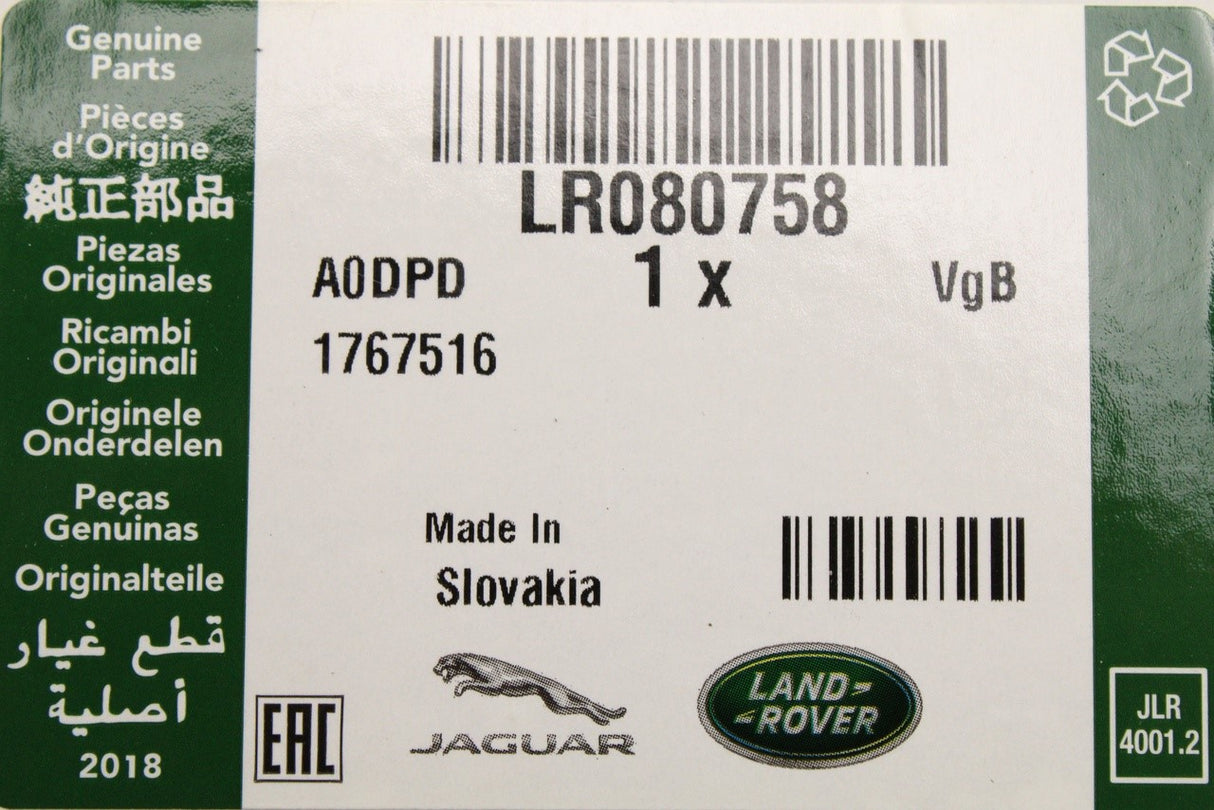 Genuine
Parts
Pièces
d'Origine
純正部品
Piezas
Originales
Ricambi
Originali
Originele
Onderdelen
Peças
Genuinas
Originalteile
قطع غيار
أصلية
2018
LR080758
A0DPD 1 x VgB
1767516
Made In
Slovakia
EAC
JAGUAR
LAND-
-ROVER
JLR
4001.2